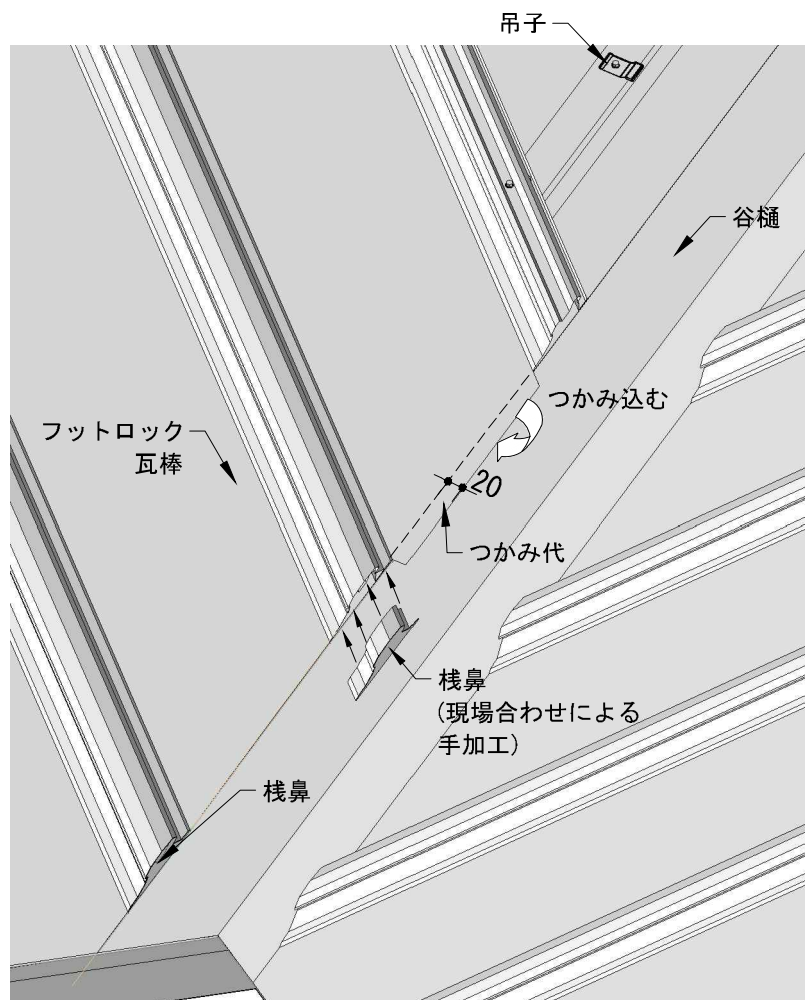 吊子
谷樋
つかみ込む
フットロック
瓦棒
20
つかみ代
桟鼻
(現場合わせによる
手加工)
桟鼻